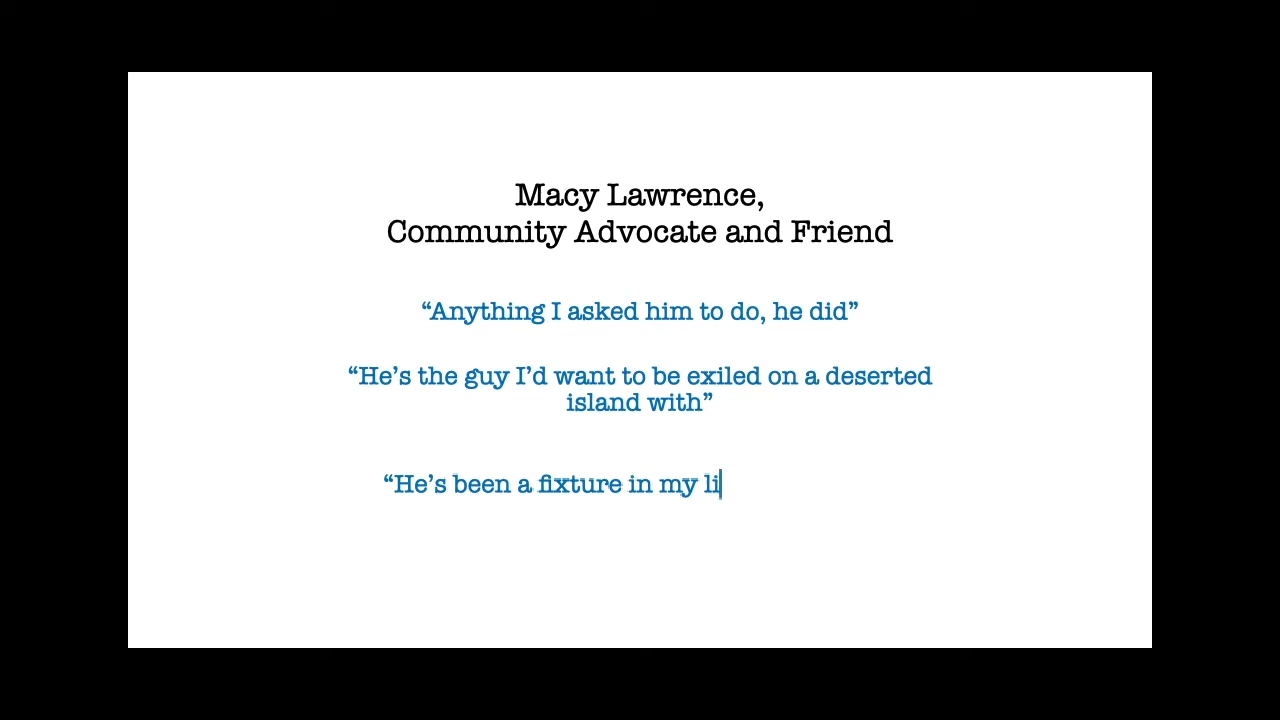 Macy Lawrence,
Community Advocate and Friend
“Anything I asked him to do, he did”
“He’s the guy I’d want to be exiled on a deserted
island with”
“He’s been a fixture in my li